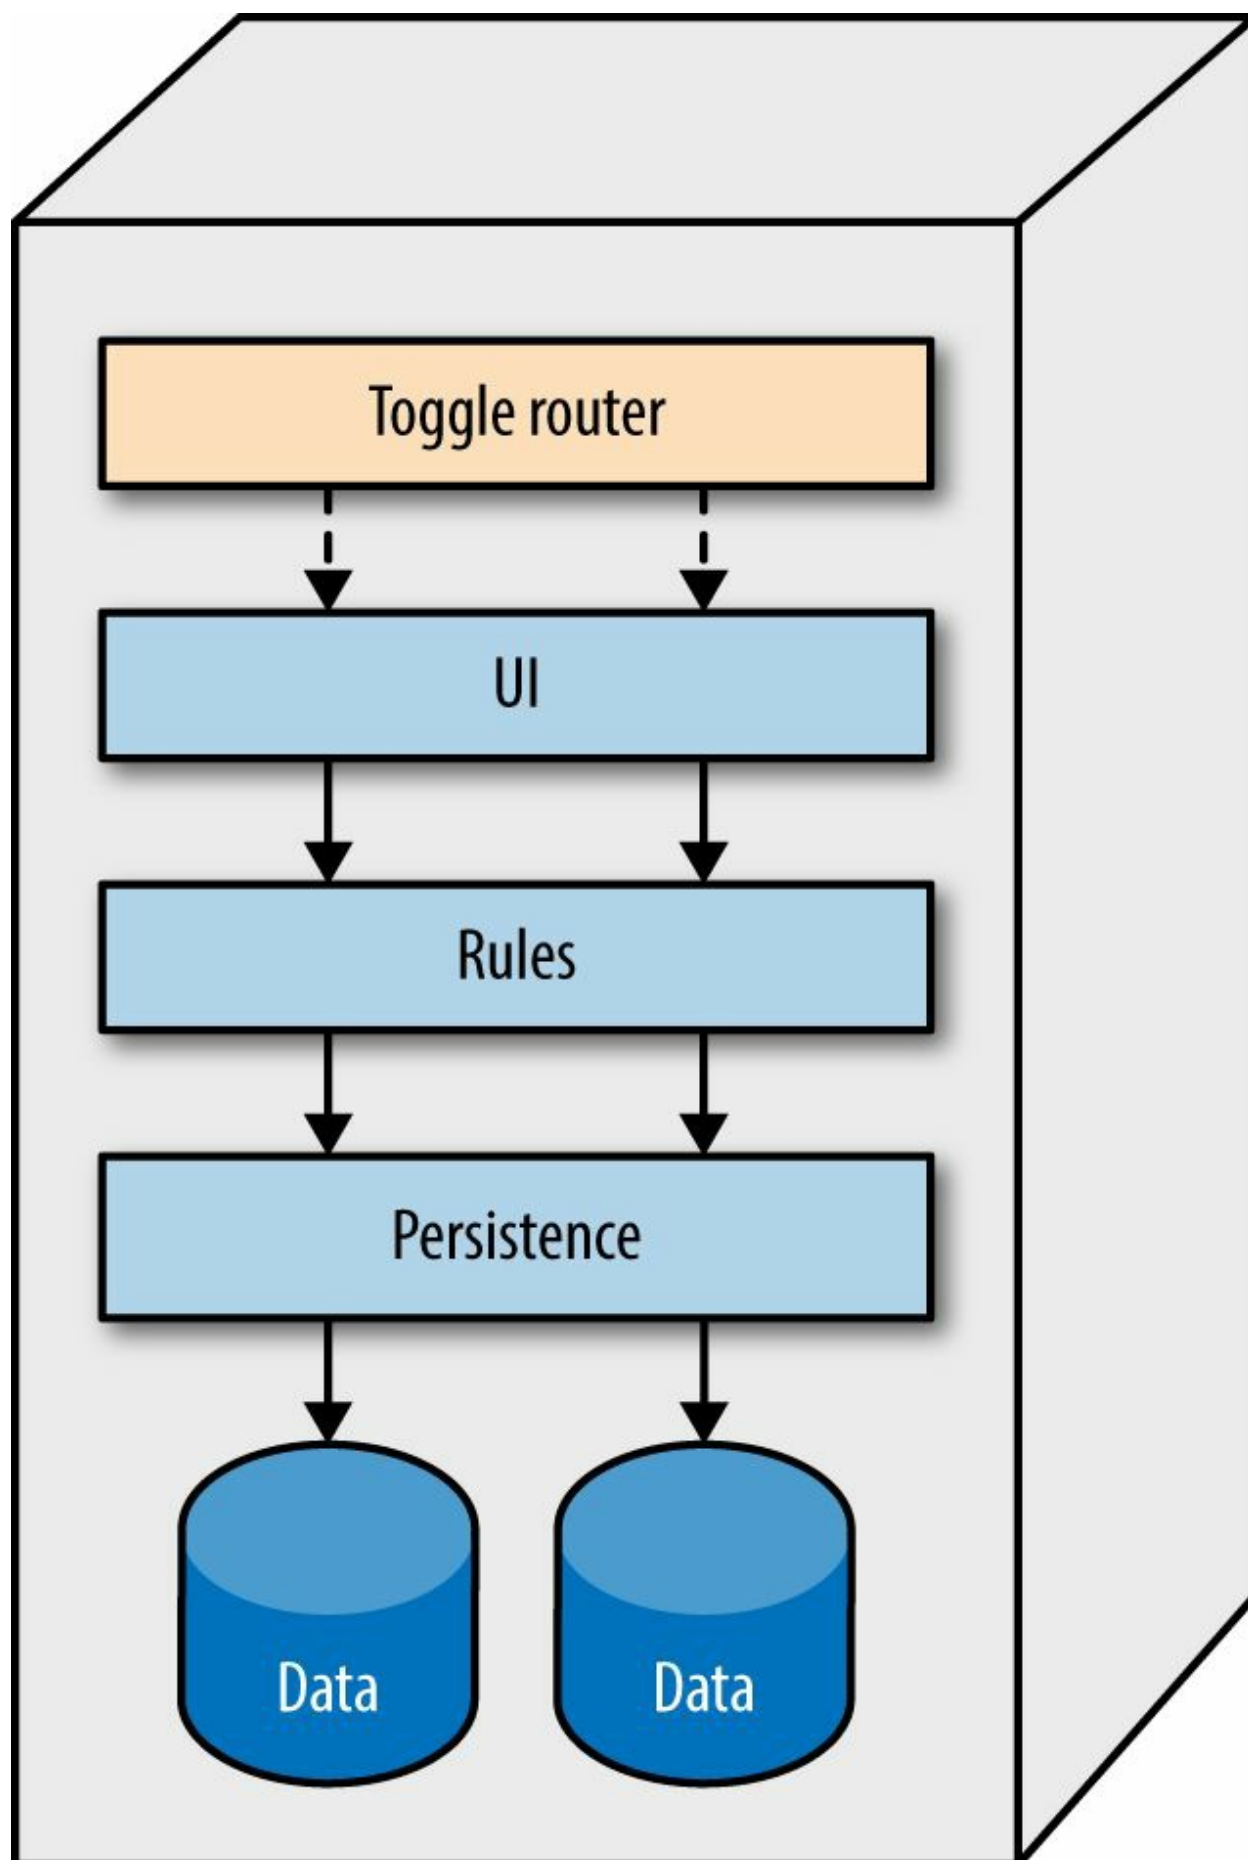 Toggle router
UI
Rules
Persistence
Data
Data